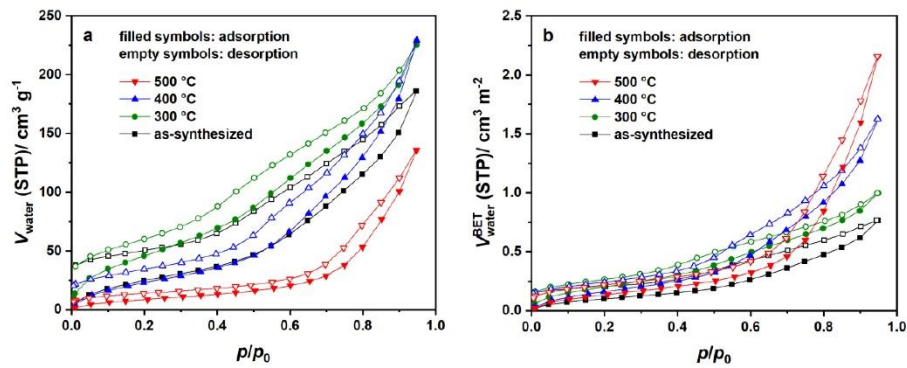 a
filled symbols: adsorption
empty symbols: desorption
500 °C
400 °C
300 °C
as-synthesized
V_water (STP)/ cm³ g⁻¹
250
200
150
100
50
0
0.0 0.2 0.4 0.6 0.8 1.0
p/p₀
b
filled symbols: adsorption
empty symbols: desorption
500 °C
400 °C
300 °C
as-synthesized
V^BET_water (STP)/ cm³ m⁻²
2.5
2.0
1.5
1.0
0.5
0.0
0.0 0.2 0.4 0.6 0.8 1.0
p/p₀